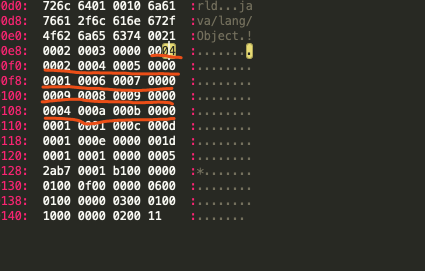 0d0: 726c 6401 0010 6a61 :rld...ja
0d8: 7661 2f6c 616e 672f :va/lang/
0e0: 4f62 6a65 6374 0021 :Object.!
0e8: 0002 0003 0000 0004 :........
0f0: 0002 0004 0005 0000 :........
0f8: 0001 0006 0007 0000 :........
100: 0009 0008 0009 0000 :........
108: 0004 000a 000b 0000 :........
110: 0001 0001 000c 000d :........
118: 0001 000e 0000 001d :........
120: 0001 0001 0000 0005 :........
128: 2ab7 0001 b100 0000 :*.......
130: 0100 0f00 0000 0600 :........
138: 0100 0000 0300 0100 :........
140: 1000 0000 0200 11 :.......